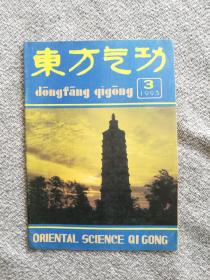 東方气功
dōngfāng qìgōng
3
1993
ORIENTAL SCIENCE QI GONG